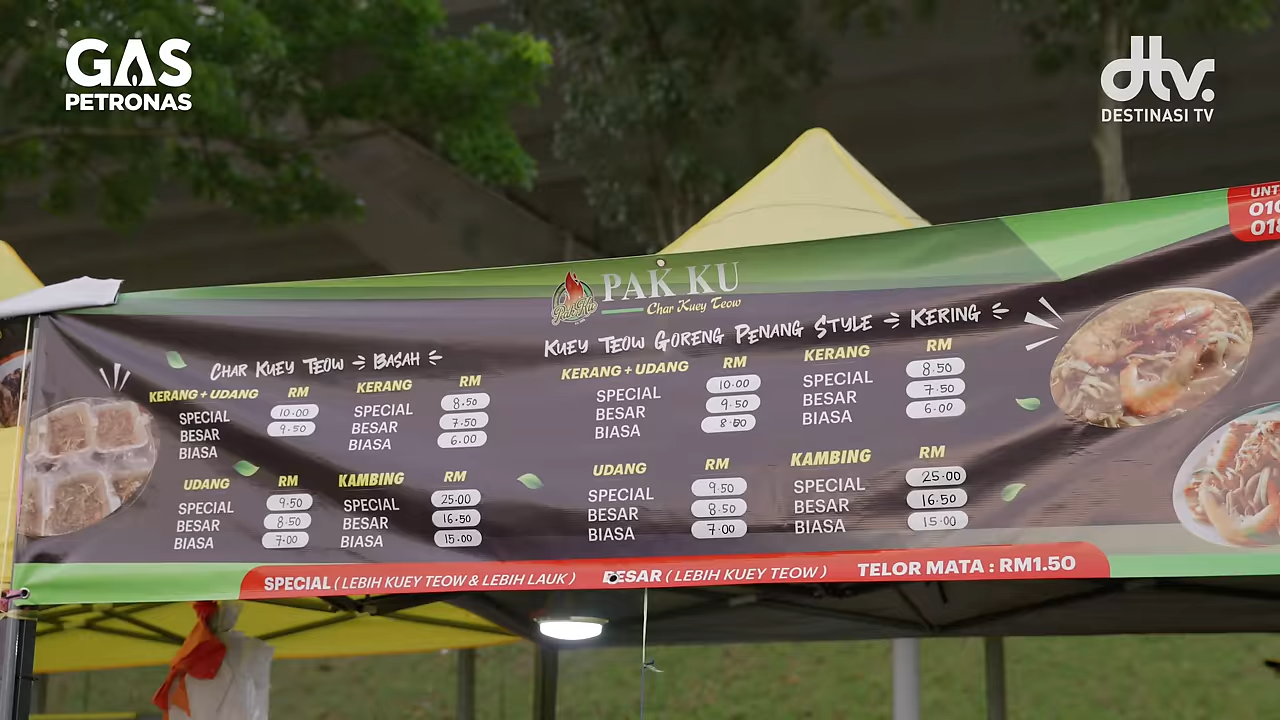 GAS
PETRONAS
dtv.
DESTINASI TV
PAK KU
Char Kuey Teow
CHAR KUEY TEOW BASAH
KERANG + UDANG RM
SPECIAL 10.00
BESAR 9.50
BIASA
KERANG RM
SPECIAL 8.50
BESAR 7.50
BIASA 6.00
UDANG RM
SPECIAL 9.50
BESAR 8.50
BIASA 7.00
KAMBING RM
SPECIAL 25.00
BESAR 16.50
BIASA 15.00
KUEY TEOW GORENG PENANG STYLE KERING
KERANG + UDANG RM
SPECIAL 10.00
BESAR 9.50
BIASA
KERANG RM
SPECIAL 8.50
BESAR 7.50
BIASA 6.00
UDANG RM
SPECIAL 9.50
BESAR 8.50
BIASA 7.00
KAMBING RM
SPECIAL 25.00
BESAR 16.50
BIASA 15.00
SPECIAL (LEBIH KUEY TEOW & LEBIH LAUK) BESAR (LEBIH KUEY TEOW) TELOR MATA : RM1.50